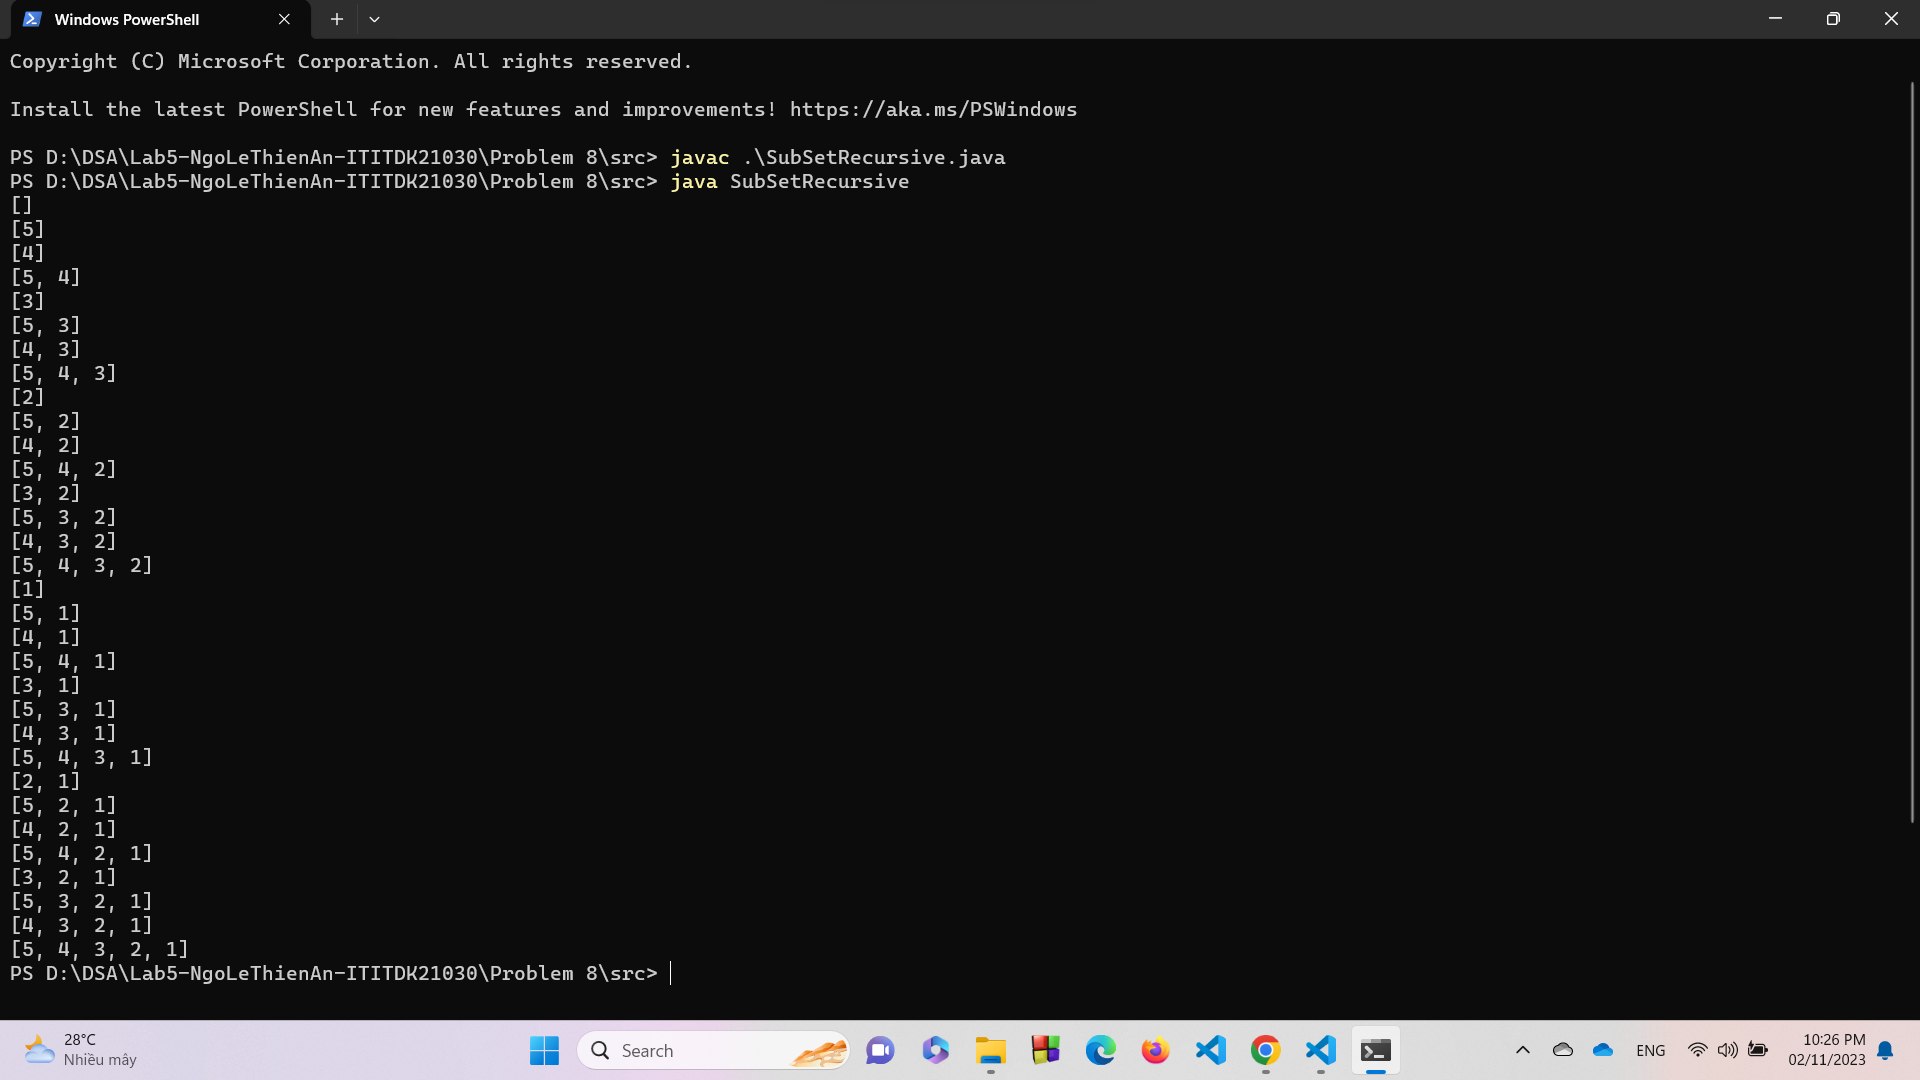 Windows PowerShell
Copyright (C) Microsoft Corporation. All rights reserved.
Install the latest PowerShell for new features and improvements! https://aka.ms/PSWindows
PS D:\DSA\Lab5-NgoLeThienAn-ITITDK21030\Problem 8\src> javac .\SubSetRecursive.java
PS D:\DSA\Lab5-NgoLeThienAn-ITITDK21030\Problem 8\src> java SubSetRecursive
[]
[5]
[4]
[5, 4]
[3]
[5, 3]
[4, 3]
[5, 4, 3]
[2]
[5, 2]
[4, 2]
[5, 4, 2]
[3, 2]
[5, 3, 2]
[4, 3, 2]
[5, 4, 3, 2]
[1]
[5, 1]
[4, 1]
[5, 4, 1]
[3, 1]
[5, 3, 1]
[4, 3, 1]
[5, 4, 3, 1]
[2, 1]
[5, 2, 1]
[4, 2, 1]
[5, 4, 2, 1]
[3, 2, 1]
[5, 3, 2, 1]
[4, 3, 2, 1]
[5, 4, 3, 2, 1]
PS D:\DSA\Lab5-NgoLeThienAn-ITITDK21030\Problem 8\src>
28°C
Nhiều mây
Search
ENG
10:26 PM
02/11/2023